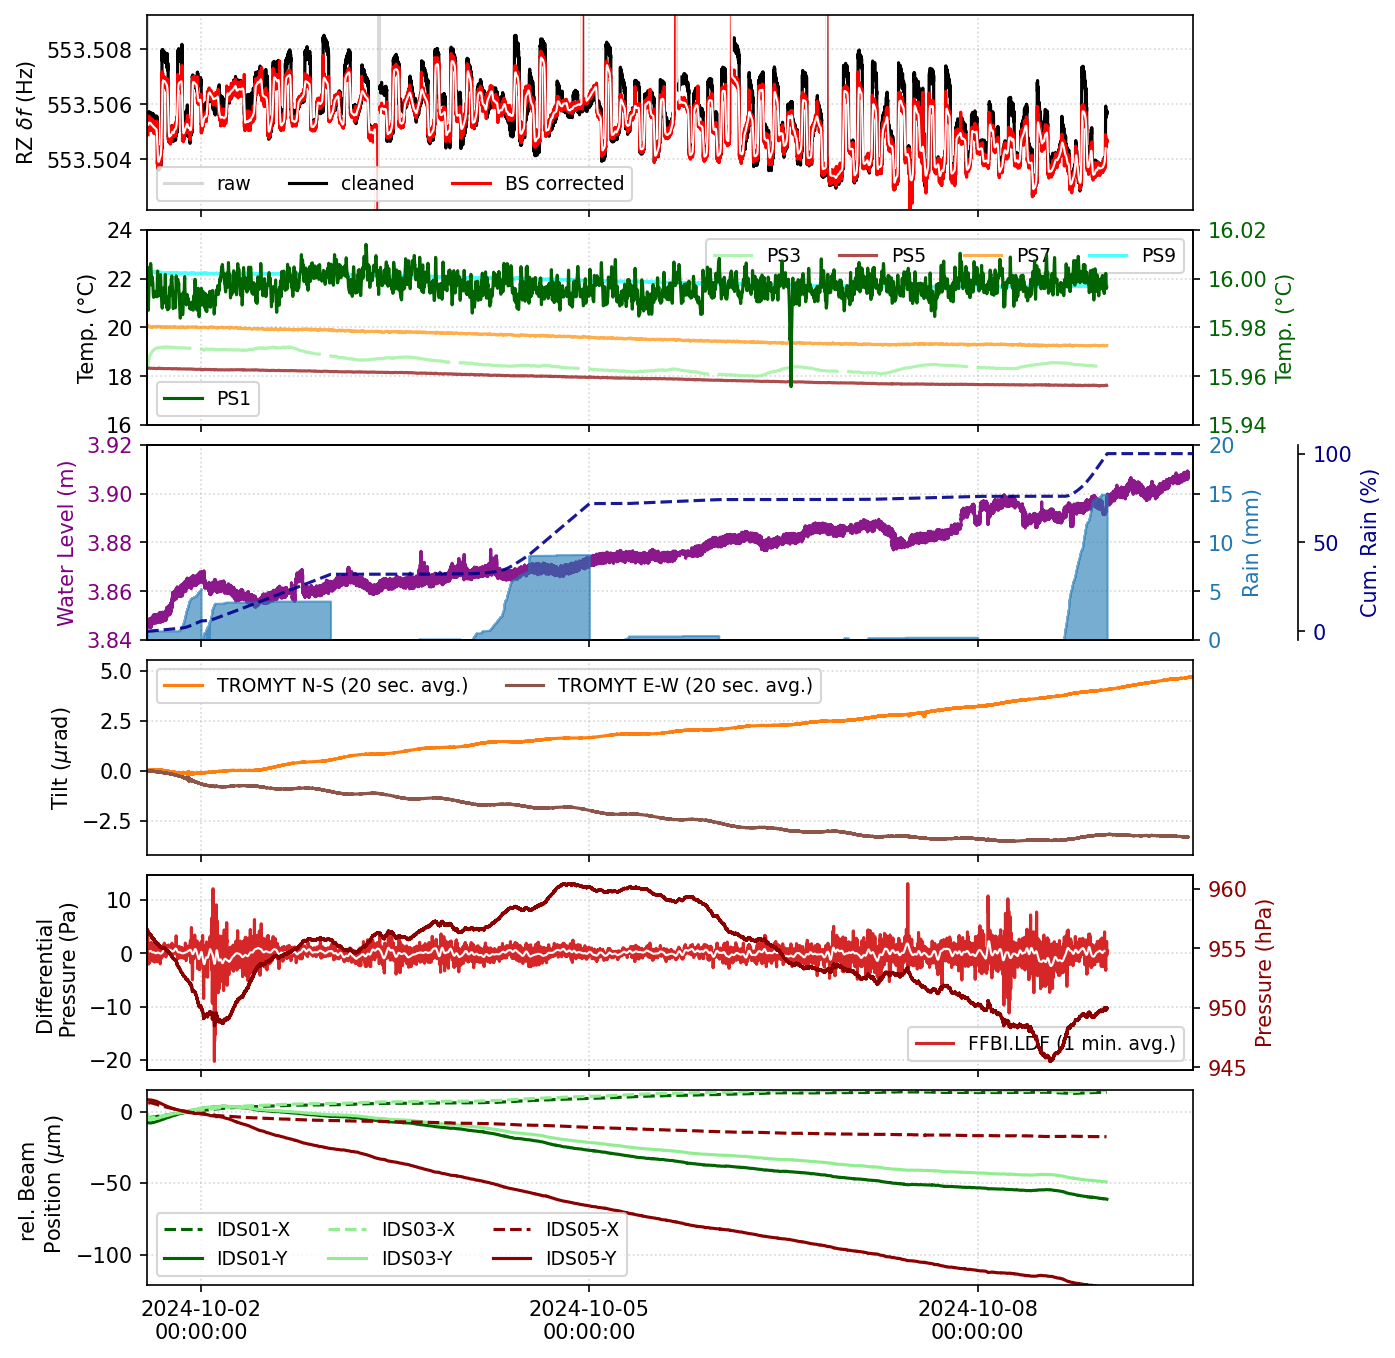 RZ δf (Hz)
553.508
553.506
553.504
raw
cleaned
BS corrected
Temp. (°C)
24
22
20
18
16
PS3
PS5
PS7
PS9
PS1
16.02
16.00
15.98
15.96
15.94
Temp. (°C)
Water Level (m)
3.92
3.90
3.88
3.86
3.84
20
15
10
5
0
Rain (mm)
100
50
0
Cum. Rain (%)
Tilt (μrad)
5.0
2.5
0.0
−2.5
TROMYT N-S (20 sec. avg.)
TROMYT E-W (20 sec. avg.)
Differential
Pressure (Pa)
10
0
−10
−20
FFBI.LDF (1 min. avg.)
960
955
950
945
Pressure (hPa)
rel. Beam
Position (μm)
0
−50
−100
IDS01-X
IDS03-X
IDS05-X
IDS01-Y
IDS03-Y
IDS05-Y
2024-10-02
00:00:00
2024-10-05
00:00:00
2024-10-08
00:00:00